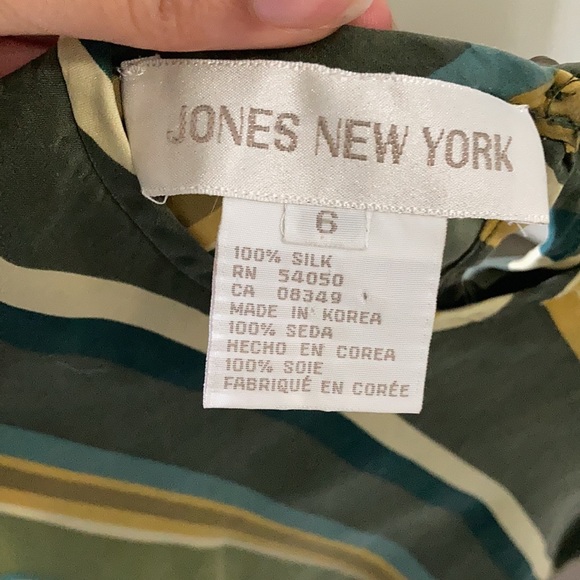 JONES NEW YORK
6
100% SILK
RN 54050
CA 08349
MADE IN KOREA
100% SEDA
HECHO EN COREA
100% SOIE
FABRIQUÉ EN CORÉE